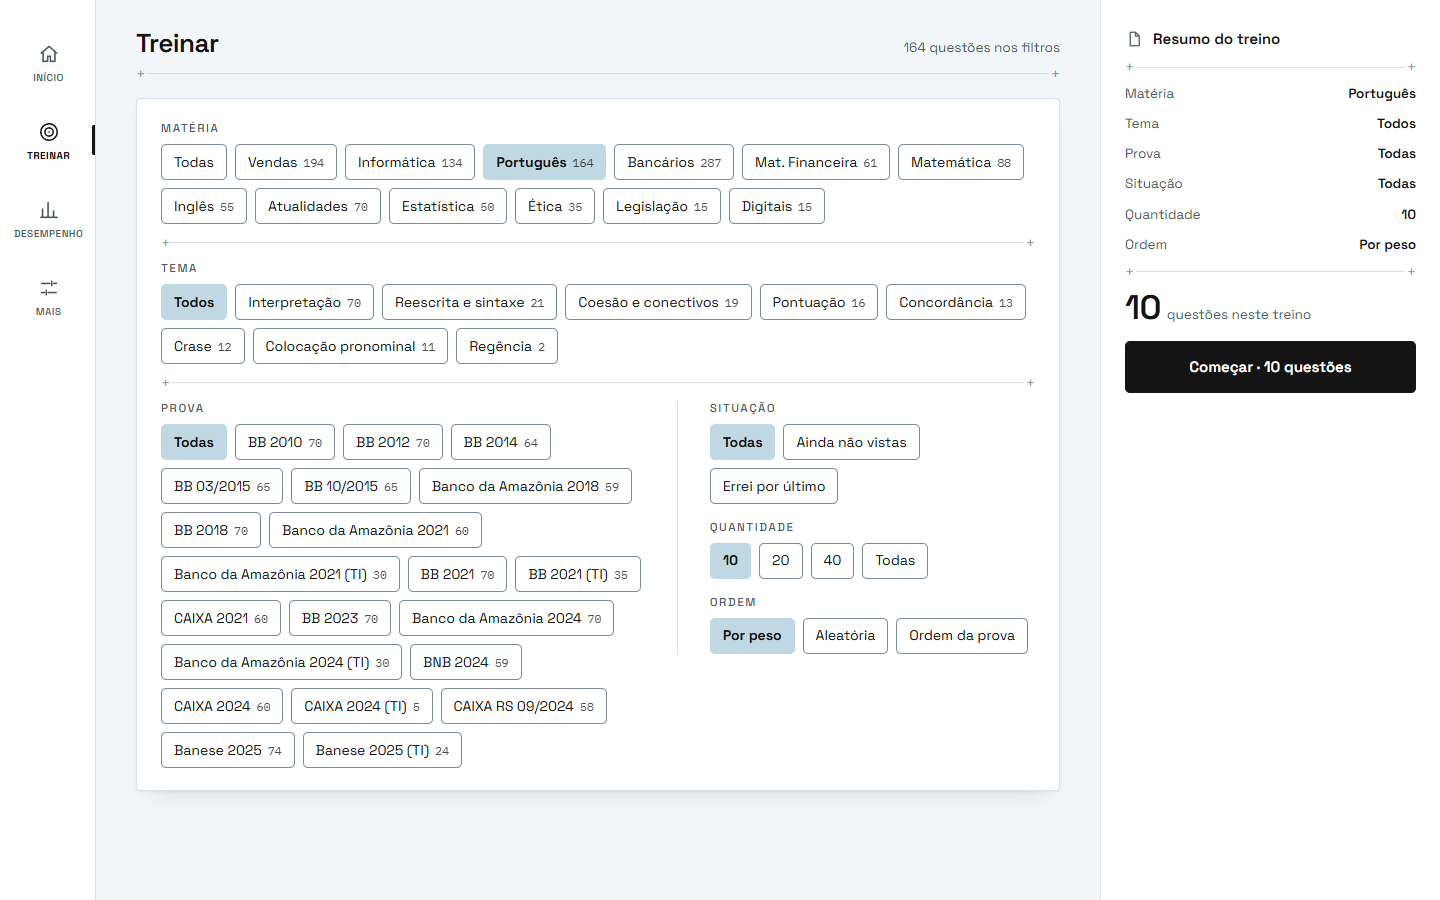 INÍCIO
TREINAR
DESEMPENHO
MAIS
Treinar
164 questões nos filtros
MATÉRIA
Todas Vendas 194 Informática 134 Português 164 Bancários 287 Mat. Financeira 61 Matemática 88
Inglês 55 Atualidades 70 Estatística 50 Ética 35 Legislação 15 Digitais 15
TEMA
Todos Interpretação 70 Reescrita e sintaxe 21 Coesão e conectivos 19 Pontuação 16 Concordância 13
Crase 12 Colocação pronominal 11 Regência 2
PROVA
Todas BB 2010 70 BB 2012 70 BB 2014 64
BB 03/2015 65 BB 10/2015 65 Banco da Amazônia 2018 59
BB 2018 70 Banco da Amazônia 2021 60
Banco da Amazônia 2021 (TI) 30 BB 2021 70 BB 2021 (TI) 35
CAIXA 2021 60 BB 2023 70 Banco da Amazônia 2024 70
Banco da Amazônia 2024 (TI) 30 BNB 2024 59
CAIXA 2024 60 CAIXA 2024 (TI) 5 CAIXA RS 09/2024 58
Banese 2025 74 Banese 2025 (TI) 24
SITUAÇÃO
Todas Ainda não vistas
Errei por último
QUANTIDADE
10 20 40 Todas
ORDEM
Por peso Aleatória Ordem da prova
Resumo do treino
Matéria Português
Tema Todos
Prova Todas
Situação Todas
Quantidade 10
Ordem Por peso
10 questões neste treino
Começar · 10 questões